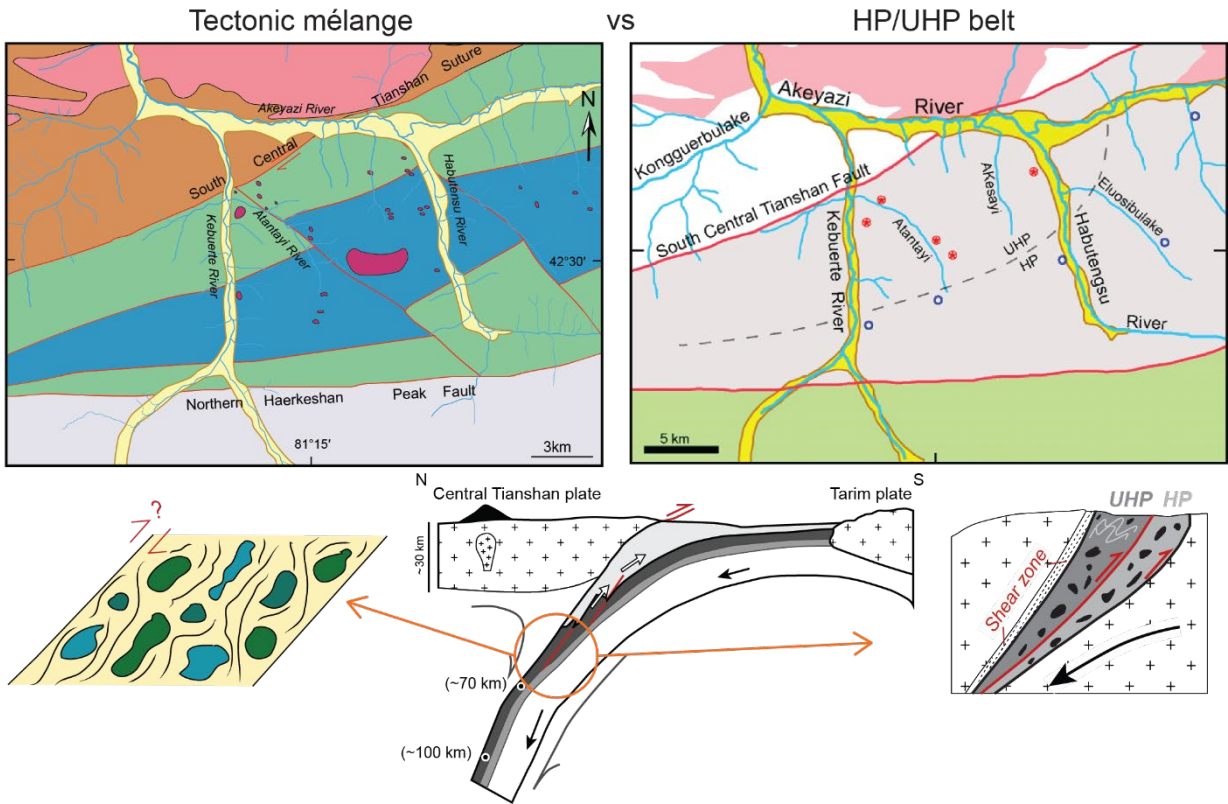 Tectonic mélange
vs
HP/UHP belt
Akeyazi River
South Central Tianshan Suture
N
Kebuerte River
Atantayi River
Habutensu River
42°30′
Northern Haerkeshan Peak Fault
81°15′
3km
Akeyazi River
Kongguerbulake
South Central Tianshan Fault
Kebuerte River
Atantayi
AKesayi
Eluosibulake
Habutengsu
River
UHP
HP
5 km
?
N
S
Central Tianshan plate
Tarim plate
~30 km
(~70 km)
(~100 km)
UHP HP
Shear zone